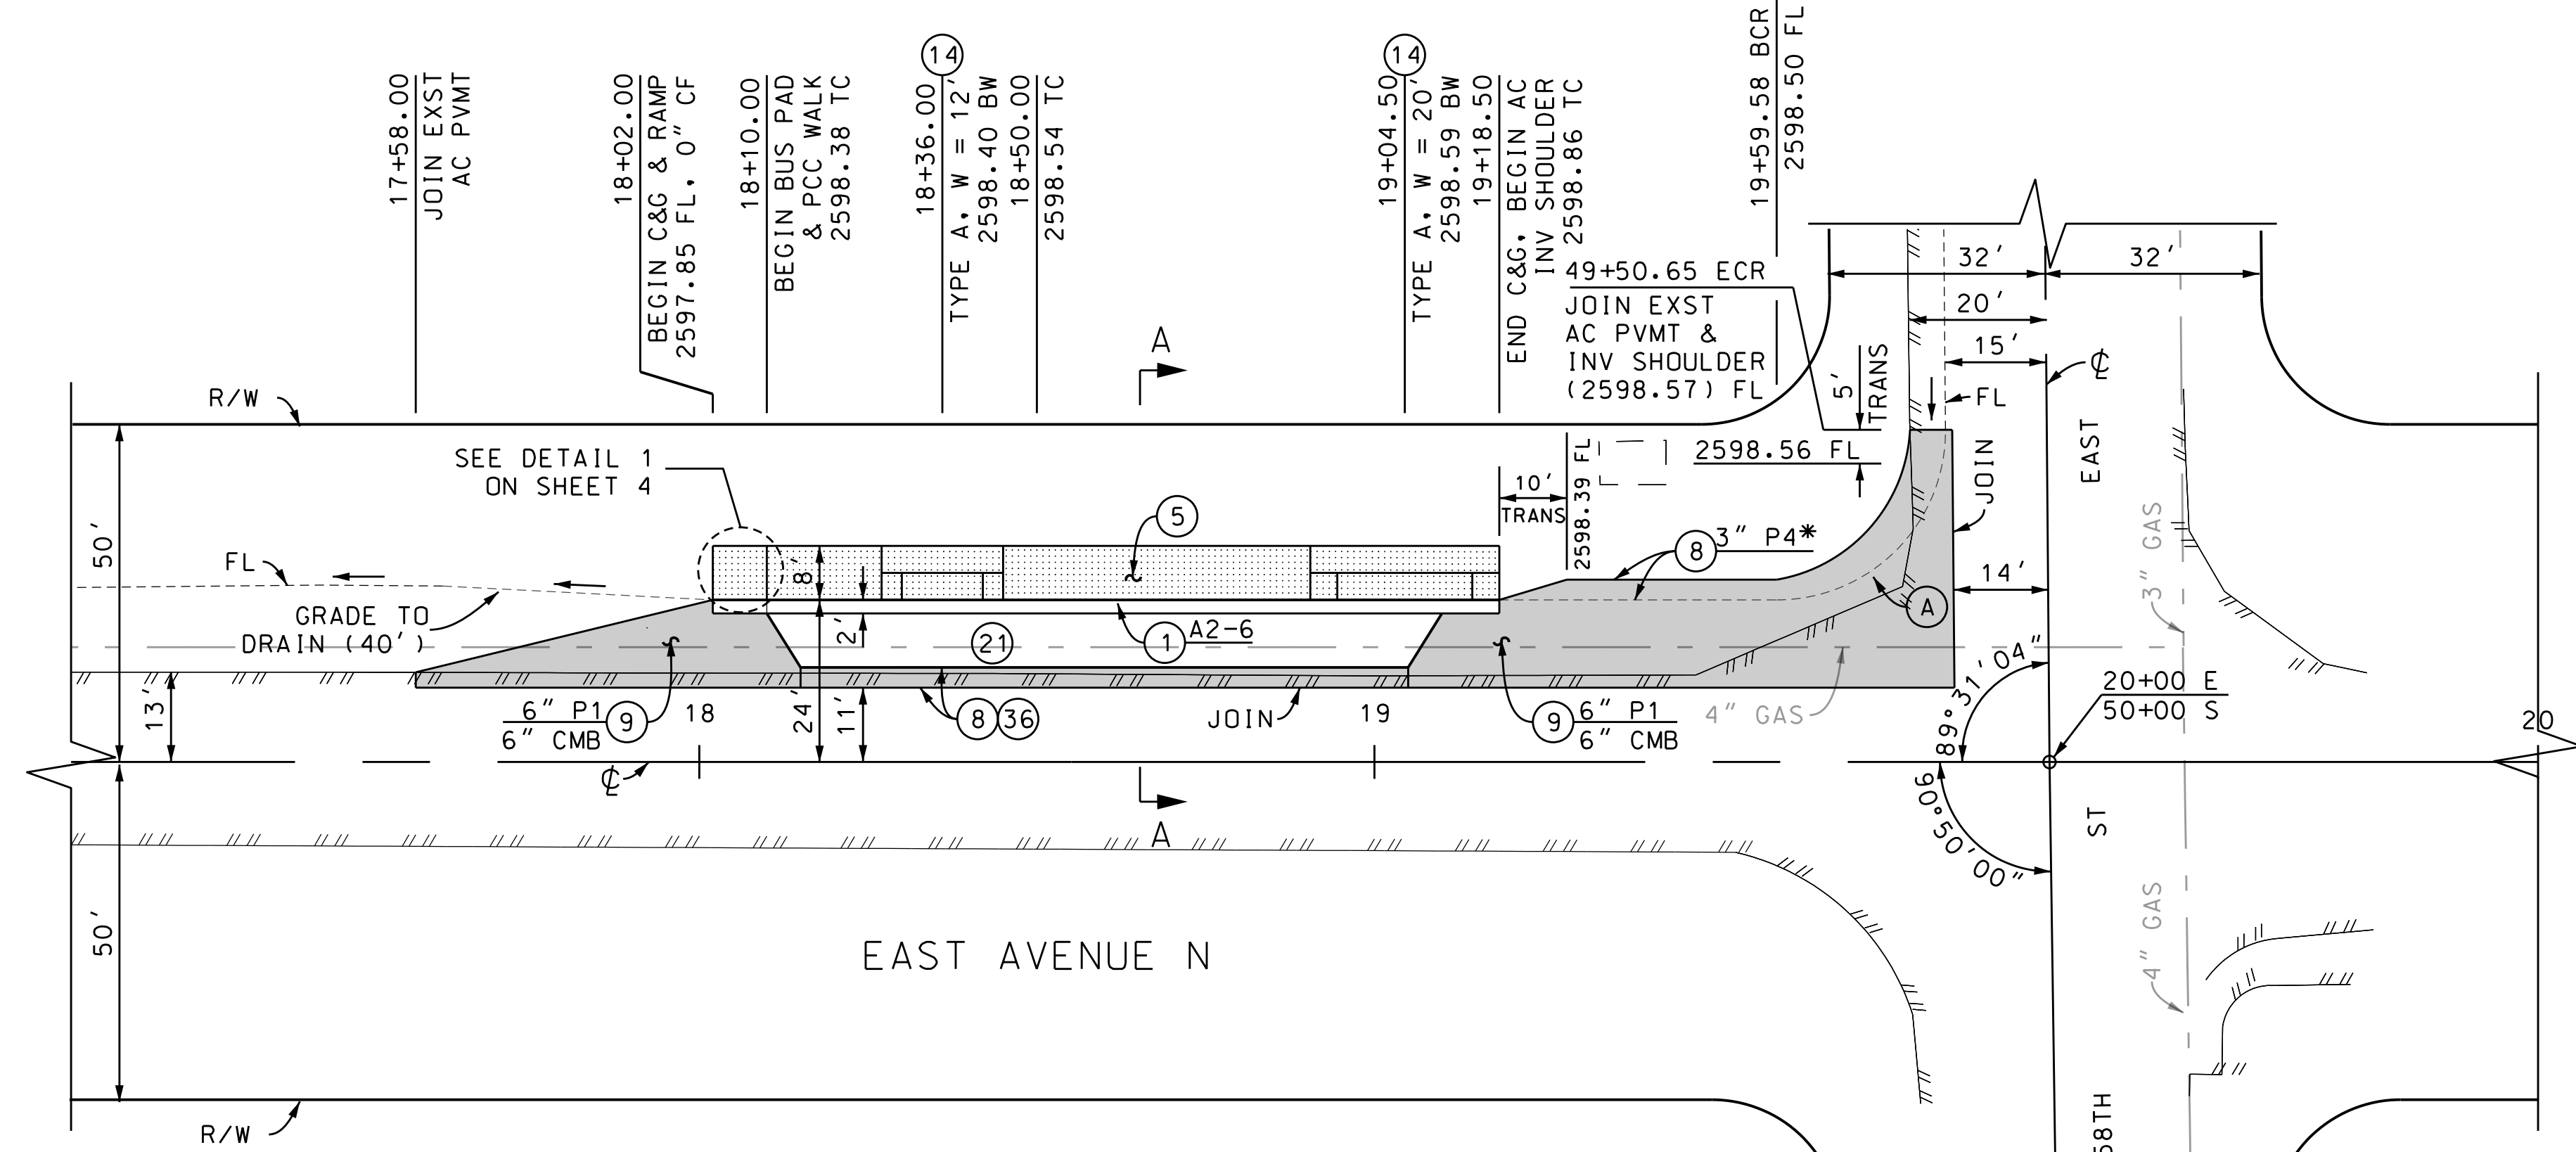 17+58.00
JOIN EXST
AC PVMT
18+02.00
BEGIN C&G & RAMP
2597.85 FL, 0" CF
18+10.00
BEGIN BUS PAD
& PCC WALK
2598.38 TC
14
18+36.00
TYPE A, W = 12'
2598.40 BW
18+50.00
2598.54 TC
14
19+04.50
TYPE A, W = 20'
2598.59 BW
19+18.50
END C&G, BEGIN AC
INV SHOULDER
2598.86 TC
19+59.58 BCR
2598.50 FL
49+50.65 ECR
JOIN EXST
AC PVMT &
INV SHOULDER
(2598.57) FL
5'
TRANS
32'
32'
20'
15'
℄
FL
EAST
JOIN
A
R/W
SEE DETAIL 1
ON SHEET 4
5
10'
TRANS
2598.39 FL
2598.56 FL
8 3" P4*
3" GAS
50'
FL
8'
14'
A
GRADE TO
DRAIN (40')
2'
21
1 A2-6
13'
6" P1
6" CMB
9
18
24'
11'
8 36
JOIN
19
9
6" P1
6" CMB
4" GAS
89°31'04"
20+00 E
50+00 S
20
℄
90°50'00"
A
ST
50'
4" GAS
EAST AVENUE N
R/W
58TH